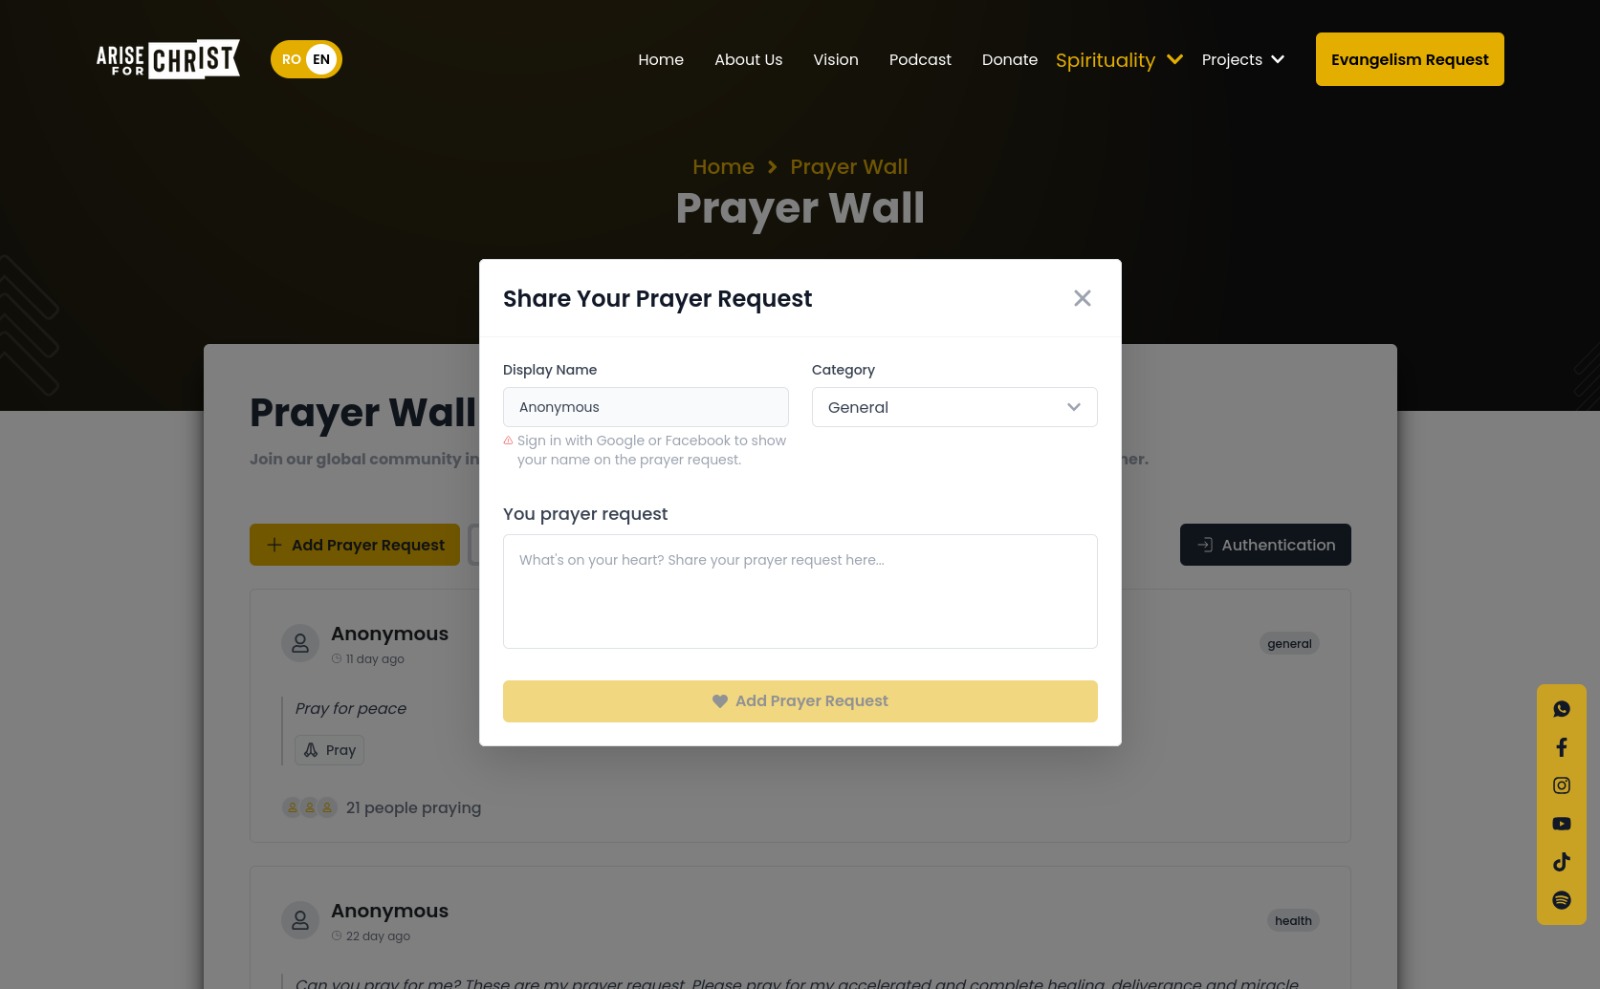 ARISE FOR CHRIST
RO EN
Home About Us Vision Podcast Donate Spirituality Projects Evangelism Request
Home Prayer Wall
Prayer Wall
Share Your Prayer Request
Display Name Category
Anonymous General
Sign in with Google or Facebook to show
your name on the prayer request.
You prayer request
What's on your heart? Share your prayer request here...
Add Prayer Request
Prayer Wall
Join our global community in
her.
Add Prayer Request Authentication
Anonymous
11 day ago
general
Pray for peace
Pray
21 people praying
Anonymous
22 day ago
health
Can you pray for me? These are my prayer request. Please pray for my accelerated and complete healing, deliverance and miracle